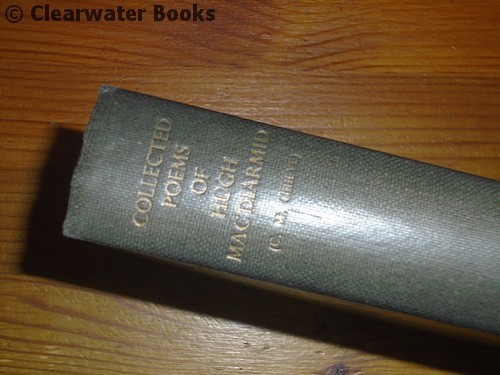 © Clearwater Books
COLLECTED
POEMS
OF
HUGH
MACDIARMID
(C. M. Grieve)